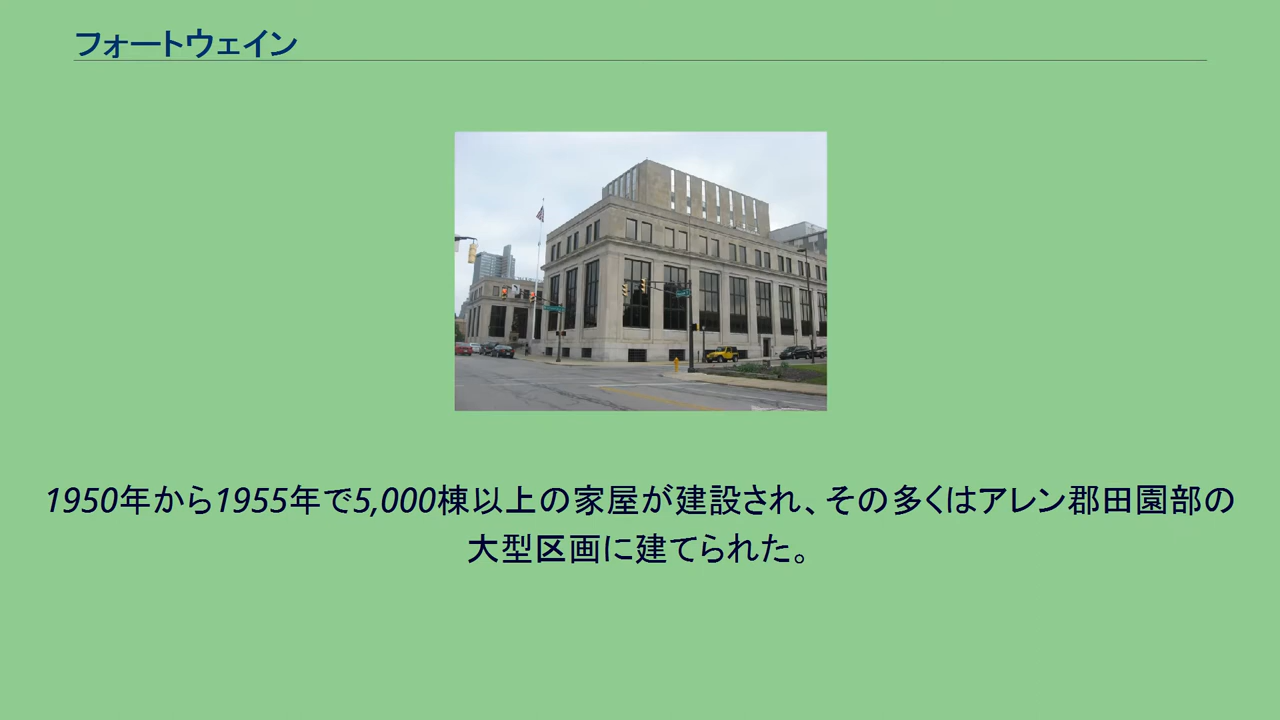 フォートウェイン
1950年から1955年で5,000棟以上の家屋が建設され、その多くはアレン郡田園部の
大型区画に建てられた。